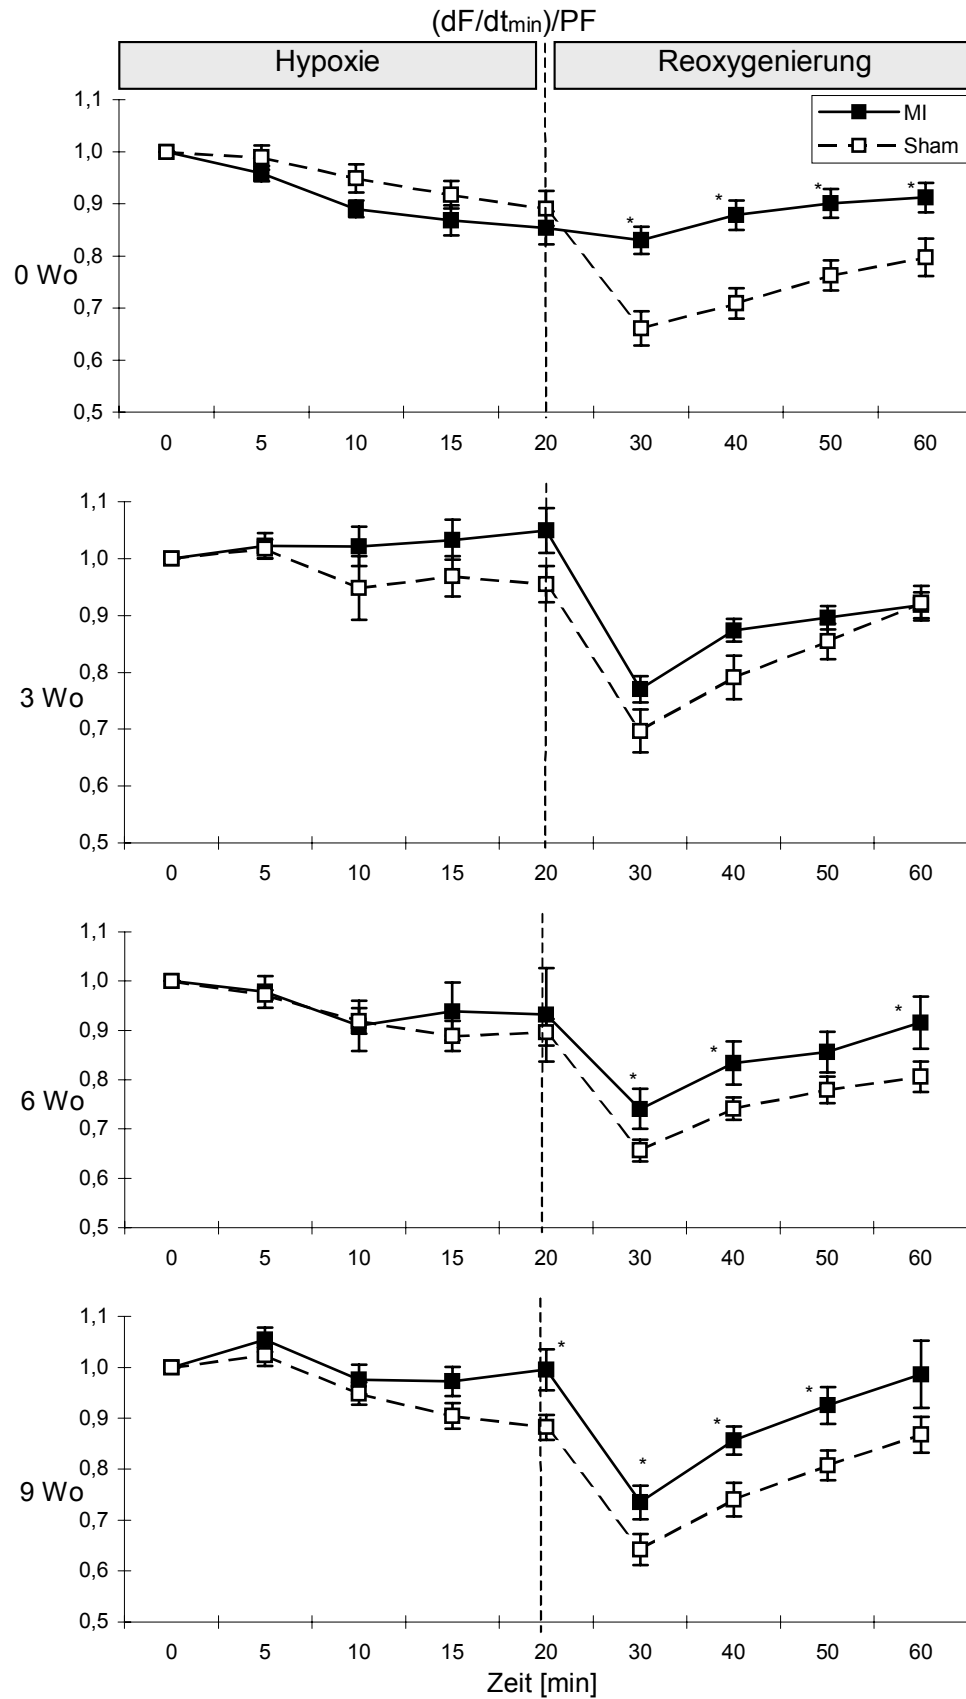 (dF/dtmin)/PF
Hypoxie Reoxygenierung
MI
Sham
0 Wo
1,1
1,0
0,9
0,8
0,7
0,6
0,5
0 5 10 15 20 30 40 50 60
* * * *
3 Wo
1,1
1,0
0,9
0,8
0,7
0,6
0,5
0 5 10 15 20 30 40 50 60
6 Wo
1,1
1,0
0,9
0,8
0,7
0,6
0,5
0 5 10 15 20 30 40 50 60
* * *
9 Wo
1,1
1,0
0,9
0,8
0,7
0,6
0,5
0 5 10 15 20 30 40 50 60
* * * *
Zeit [min]